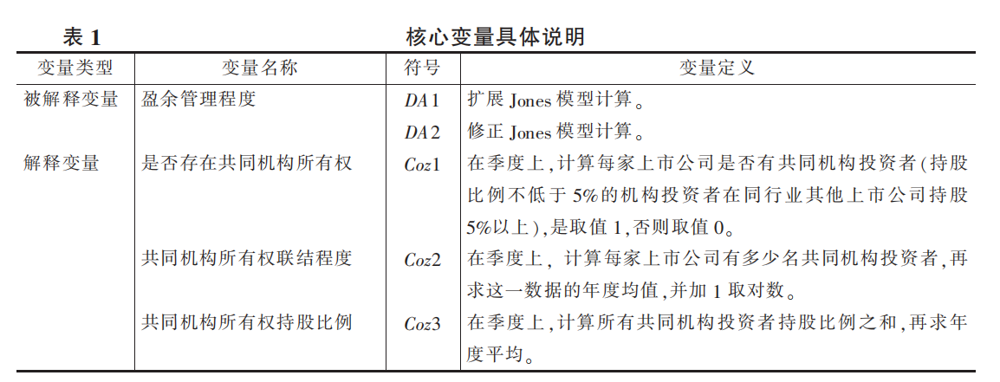 表 1 核心变量具体说明
变量类型 变量名称 符号 变量定义
被解释变量 盈余管理程度 DA1 扩展 Jones 模型计算。
DA2 修正 Jones 模型计算。
解释变量 是否存在共同机构所有权 Coz1 在季度上,计算每家上市公司是否有共同机构投资者(持股
比例不低于 5%的机构投资者在同行业其他上市公司持股
5%以上),是取值 1,否则取值 0。
共同机构所有权联结程度 Coz2 在季度上, 计算每家上市公司有多少名共同机构投资者,再
求这一数据的年度均值,并加 1 取对数。
共同机构所有权持股比例 Coz3 在季度上,计算所有共同机构投资者持股比例之和,再求年
度平均。